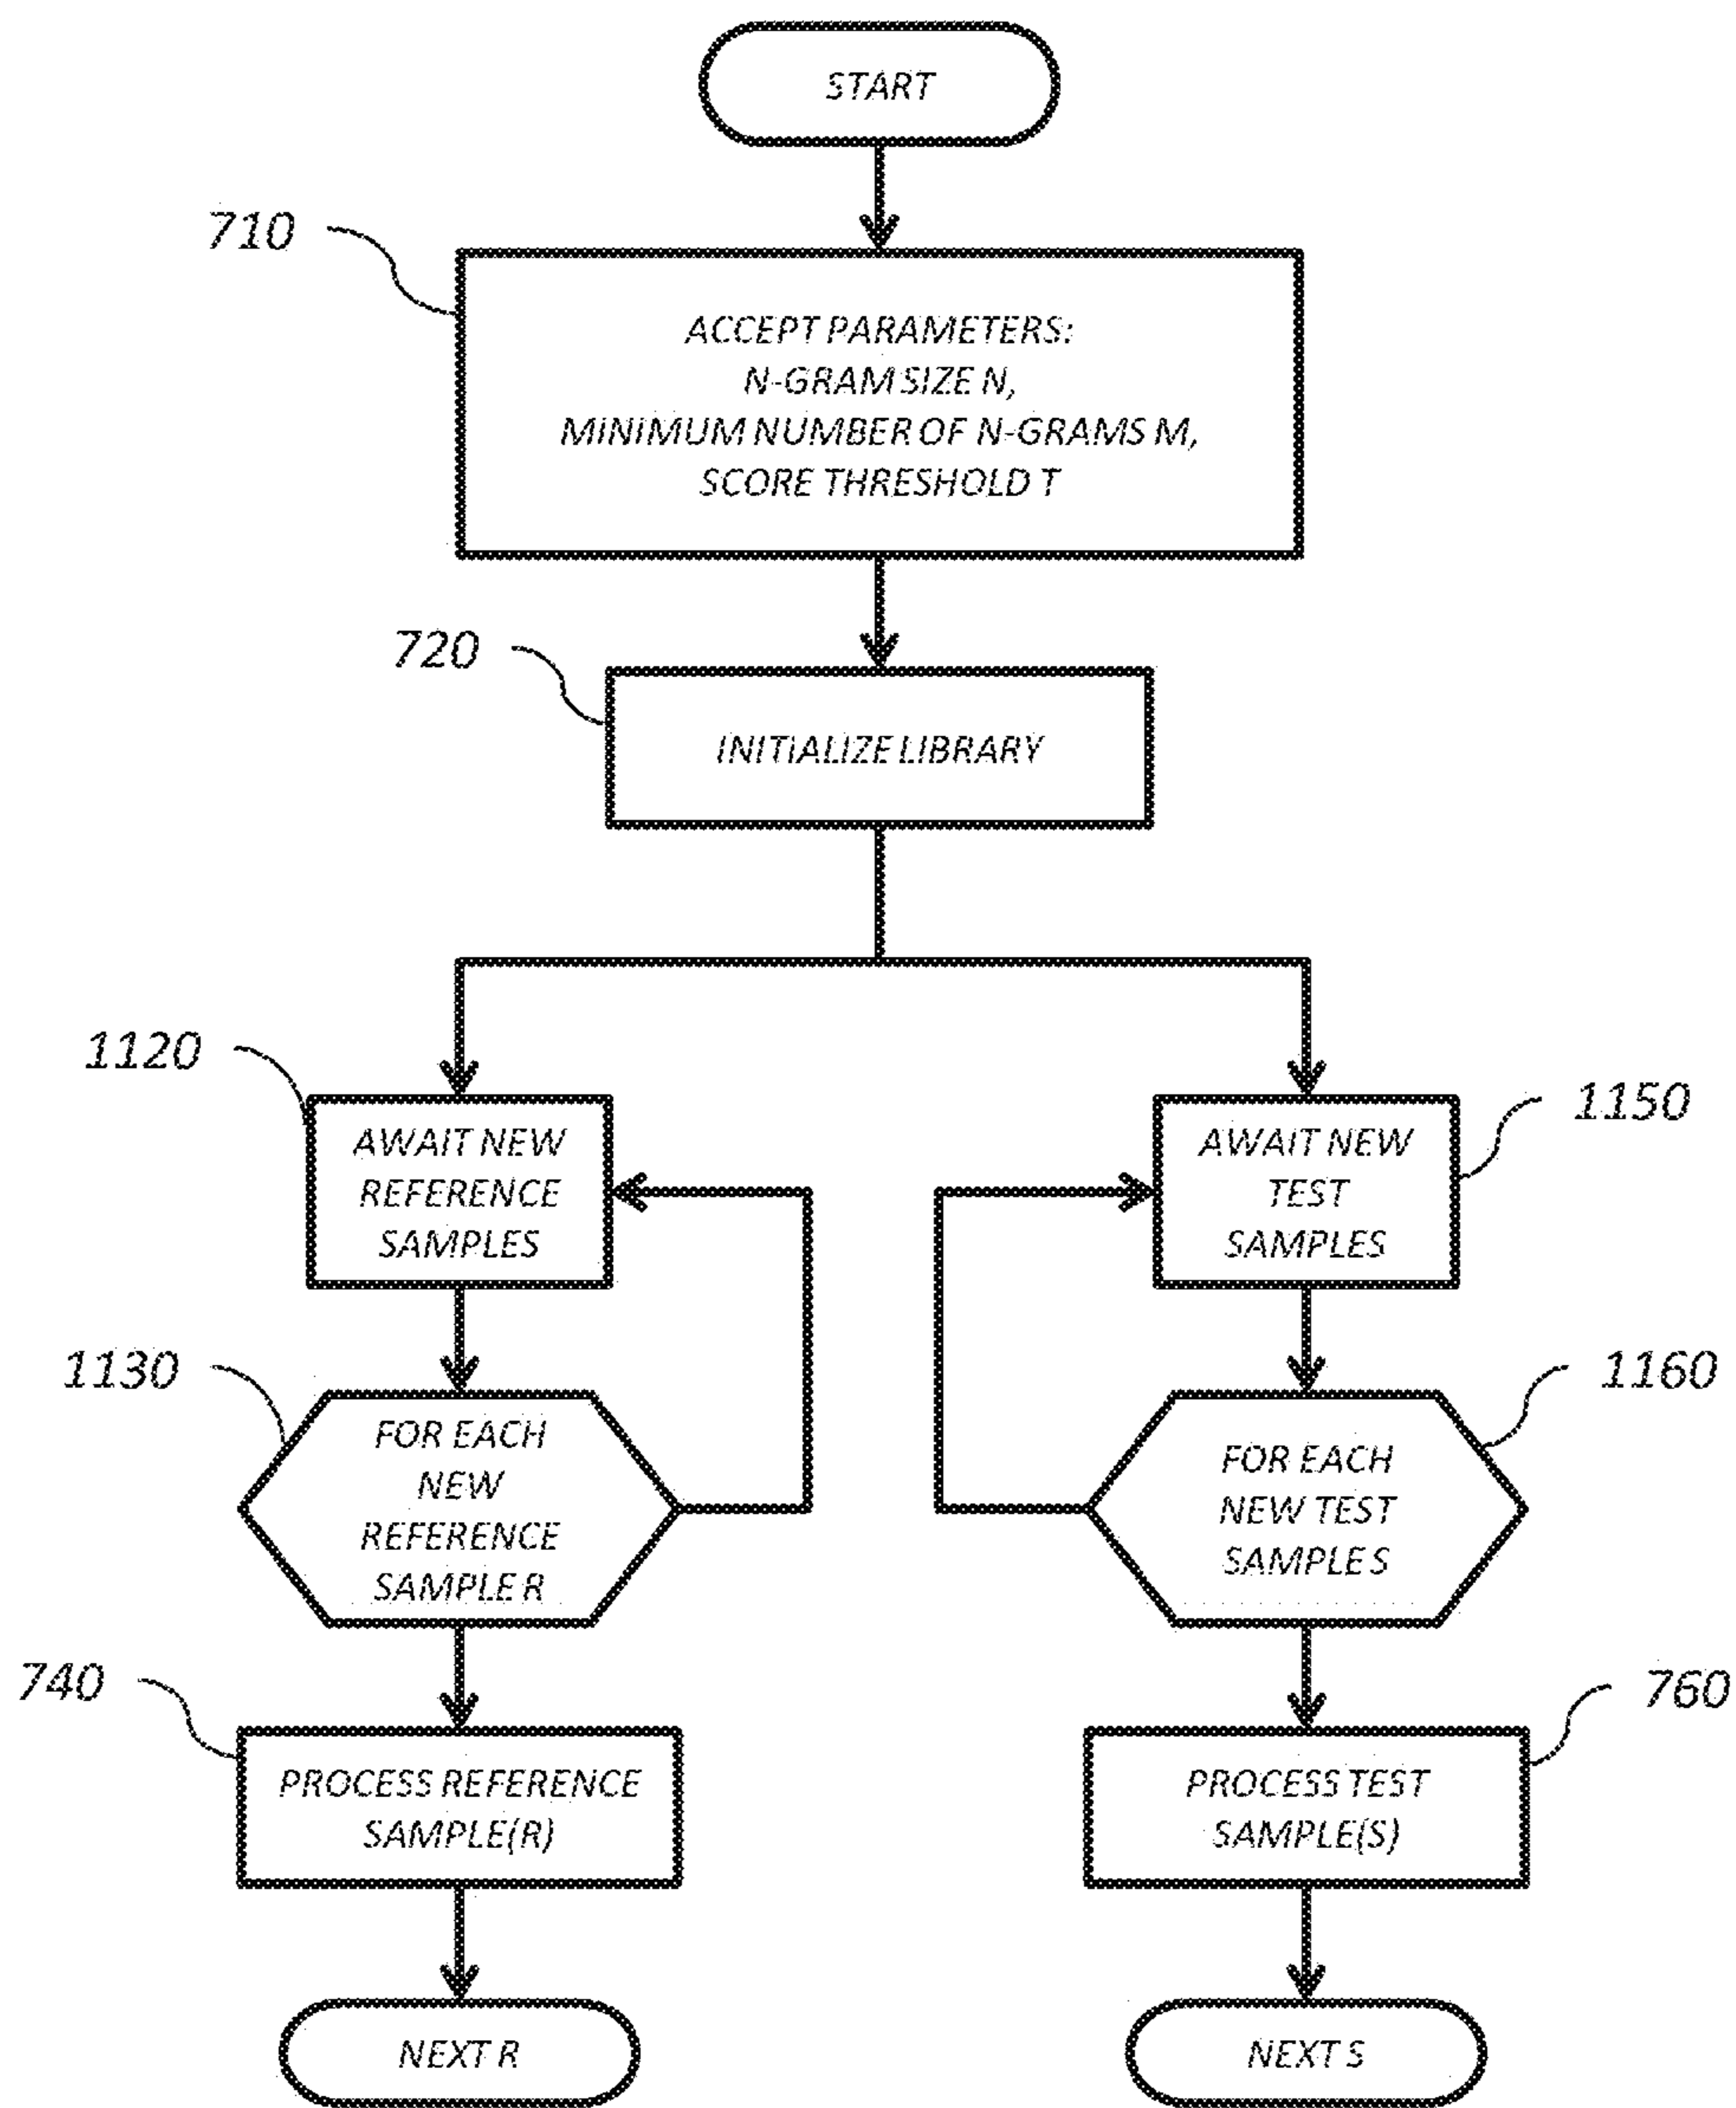 START
710
ACCEPT PARAMETERS:
N-GRAM SIZE N,
MINIMUM NUMBER OF N-GRAMS M,
SCORE THRESHOLD T
720
INITIALIZE LIBRARY
1120
AWAIT NEW
REFERENCE
SAMPLES
1150
AWAIT NEW
TEST
SAMPLES
1130
FOR EACH
NEW
REFERENCE
SAMPLE R
1160
FOR EACH
NEW TEST
SAMPLE S
740
PROCESS REFERENCE
SAMPLE(R)
760
PROCESS TEST
SAMPLE(S)
NEXT R
NEXT S